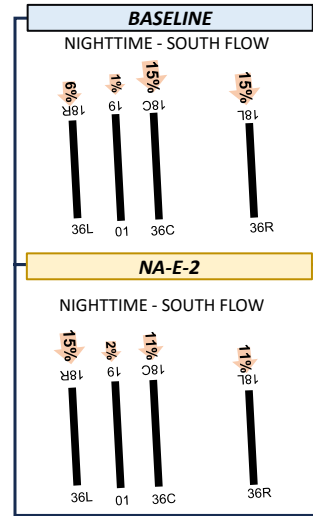 BASELINE
NIGHTTIME - SOUTH FLOW
6% 1% 15% 15%
18R 19 18C 18L
36L 01 36C 36R
NA-E-2
NIGHTTIME - SOUTH FLOW
15% 2% 11% 11%
18R 19 18C 18L
36L 01 36C 36R